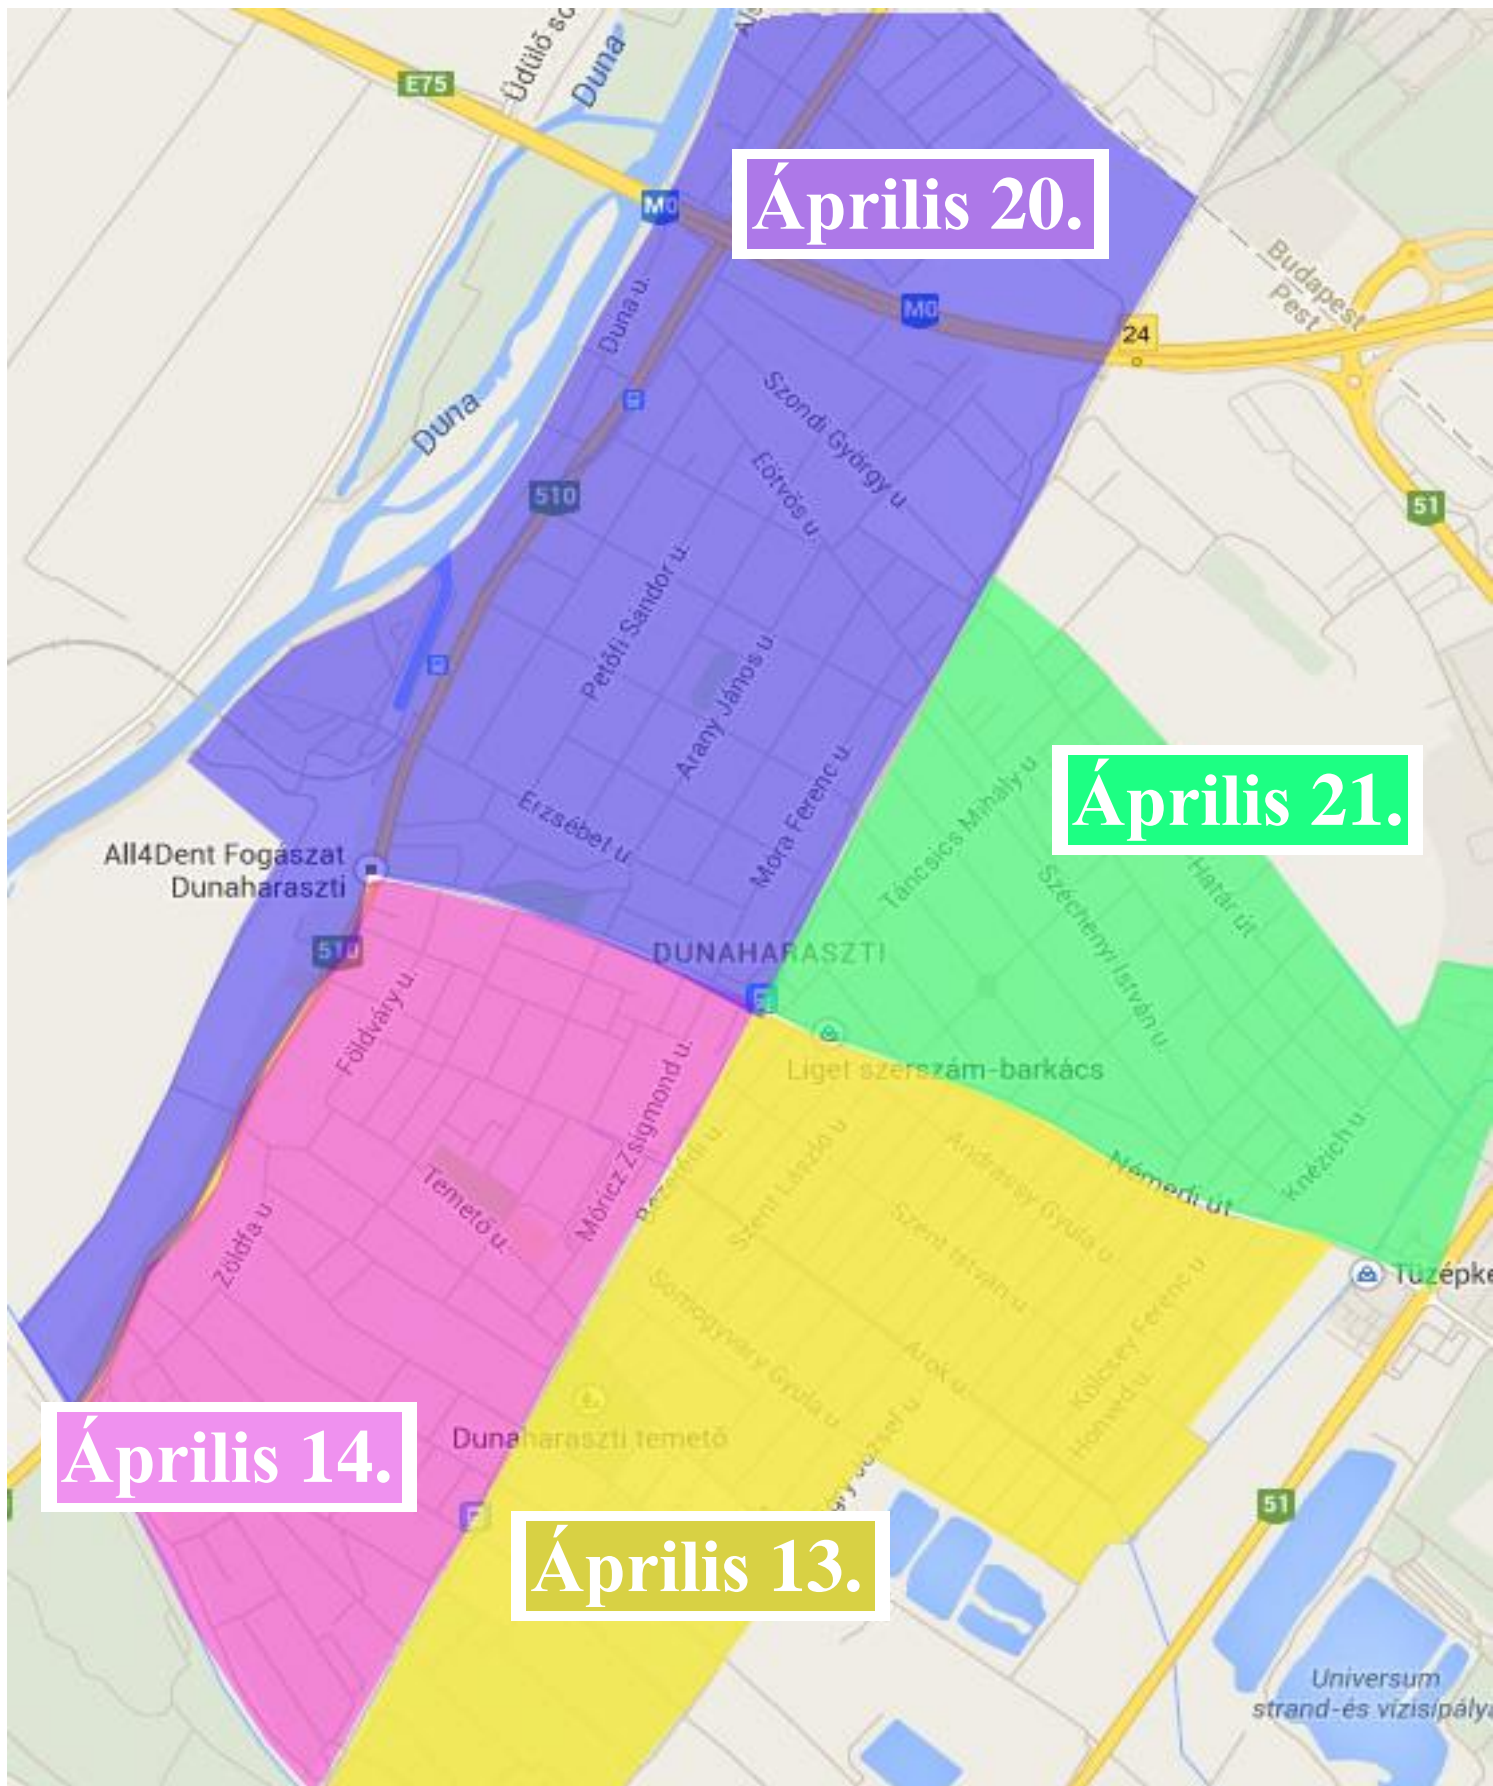 Üdülő so
Duna
E75
M0
Április 20.
Budapest
Pest
Duna u.
M0
24
Duna
Szondi György u
Eötvös u.
510
51
Petőfi Sándor u.
Arany János u.
Móra Ferenc u.
Erzsébet u.
Április 21.
Táncsics Mihály u
Széchenyi István u.
Határ út
All4Dent Fogászat
Dunaharaszti
510
DUNAHARASZTI
Liget szerszám-barkács
Földváry u.
Móricz Zsigmond u.
Temető u.
Zöldfa u
Szent László u
Andrássy Gyula u
Szent István u
Némedi út
Knézich u.
Tüzépke
Somogyváry Gyula u
Árok u.
Kölcsey Ferenc u
Honvéd u.
Április 14.
Dunaharaszti temető
51
Április 13.
Universum
strand-és vízisípálya